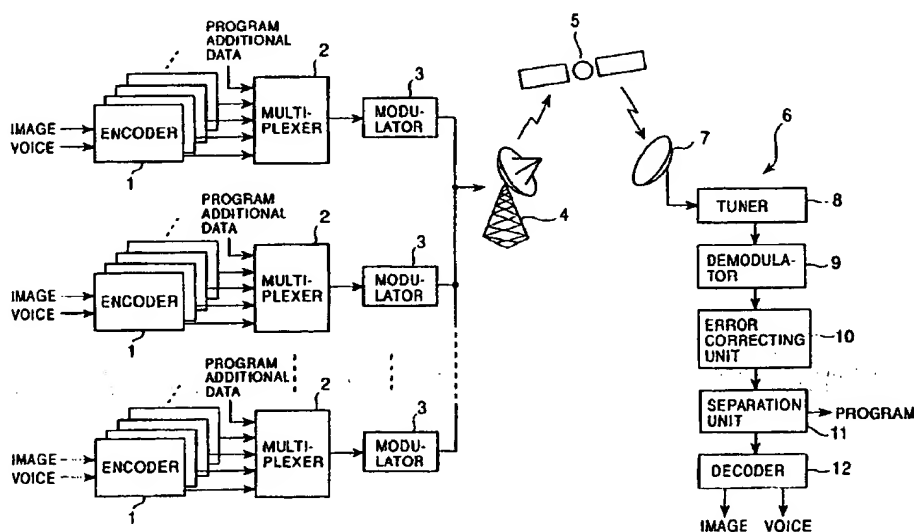 PROGRAM
ADDITIONAL
DATA
2
3
IMAGE
VOICE
ENCODER
1
MULTI-
PLEXER
MODU-
LATOR
PROGRAM
ADDITIONAL
DATA
2
3
IMAGE
VOICE
ENCODER
1
MULTI-
PLEXER
MODU-
LATOR
PROGRAM
ADDITIONAL
DATA
2
3
IMAGE
VOICE
ENCODER
1
MULTI-
PLEXER
MODU-
LATOR
4
5
7
6
TUNER
8
DEMODULA-
TOR
9
ERROR
CORRECTING
UNIT
10
SEPARATION
UNIT
PROGRAM
11
DECODER
12
IMAGE
VOICE